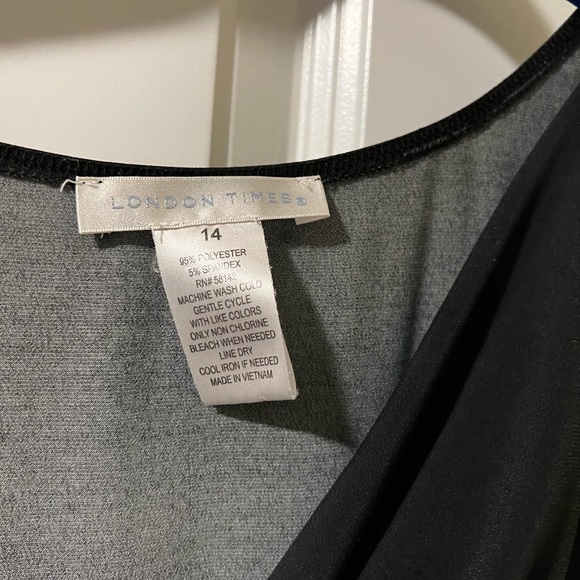 LONDON TIMES®
14
95% POLYESTER
5% SPANDEX
RN# 58142
MACHINE WASH COLD
GENTLE CYCLE
WITH LIKE COLORS
ONLY NON CHLORINE
BLEACH WHEN NEEDED
LINE DRY
COOL IRON IF NEEDED
MADE IN VIETNAM